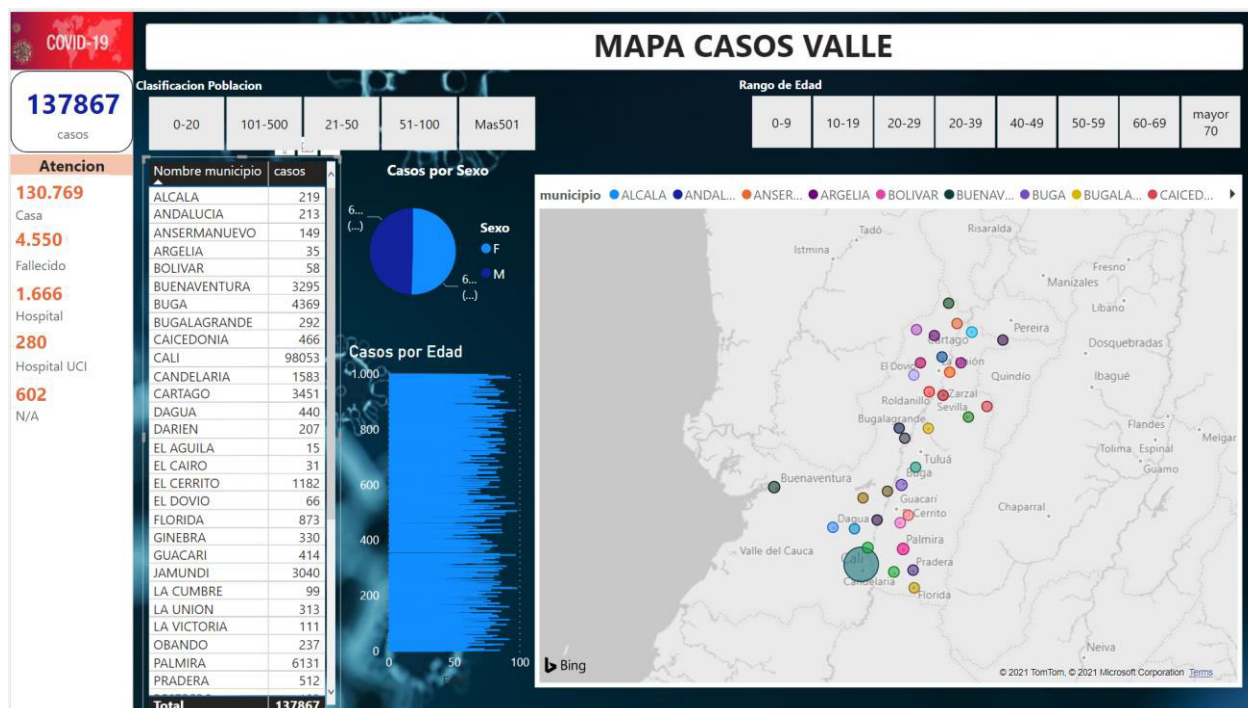 COVID-19
MAPA CASOS VALLE
137867
casos
Clasificacion Poblacion
0-20
101-500
21-50
51-100
Mas501
Rango de Edad
0-9
10-19
20-29
20-39
40-49
50-59
60-69
mayor
70
Atencion
130.769
Casa
4.550
Fallecido
1.666
Hospital
280
Hospital UCI
602
N/A
Nombre municipio casos
ALCALA 219
ANDALUCIA 213
ANSERMANUEVO 149
ARGELIA 35
BOLIVAR 58
BUENAVENTURA 3295
BUGA 4369
BUGALAGRANDE 292
CAICEDONIA 466
CALI 98053
CANDELARIA 1583
CARTAGO 3451
DAGUA 440
DARIEN 207
EL AGUILA 15
EL CAIRO 31
EL CERRITO 1182
EL DOVIO 66
FLORIDA 873
GINEBRA 330
GUACARI 414
JAMUNDI 3040
LA CUMBRE 99
LA UNION 313
LA VICTORIA 111
OBANDO 237
PALMIRA 6131
PRADERA 512
Total 137867
Casos por Sexo
6...
(...)
6...
(...)
Sexo
F
M
Casos por Edad
1.000
800
600
400
200
0
0 50 100
municipio ALCALA ANDAL... ANSER... ARGELIA BOLIVAR BUENAV... BUGA BUGALA... CAICED...
Tadó
Risaralda
Istmina
Fresno
Manizales
Líbano
Pereira
Cartago
Dosquebradas
El Dovio
La Unión
Quindío
Ibagué
Roldanillo
Zarzal
Sevilla
Bugalagrande
Flandes
Melgar
Tolima
Espinal
Tuluá
Buga
Guamo
Buenaventura
Guacarí
Chaparral
Cerrito
Dagua
Palmira
Valle del Cauca
Cali
Pradera
Candelaria
Florida
Neiva
Bing
© 2021 TomTom, © 2021 Microsoft Corporation Terms